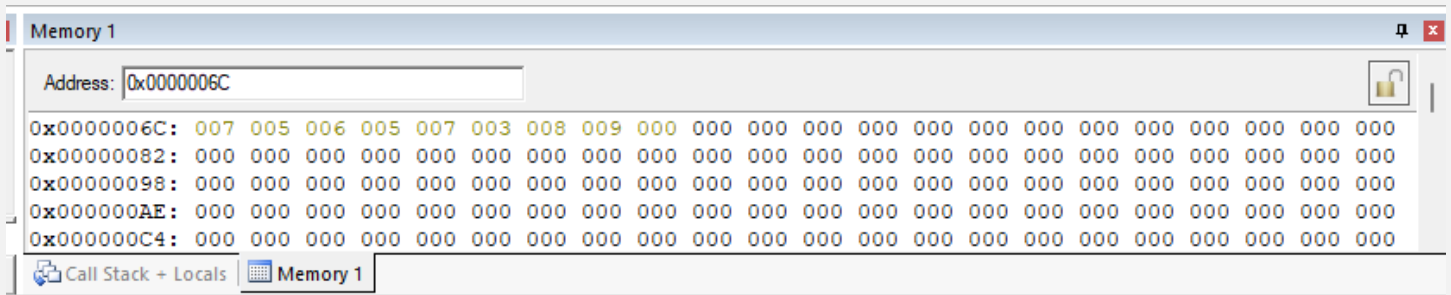 Memory 1
Address: 0x0000006C
0x0000006C: 007 005 006 005 007 003 008 009 000 000 000 000 000 000 000 000 000 000 000 000 000 000
0x00000082: 000 000 000 000 000 000 000 000 000 000 000 000 000 000 000 000 000 000 000 000 000 000
0x00000098: 000 000 000 000 000 000 000 000 000 000 000 000 000 000 000 000 000 000 000 000 000 000
0x000000AE: 000 000 000 000 000 000 000 000 000 000 000 000 000 000 000 000 000 000 000 000 000 000
0x000000C4: 000 000 000 000 000 000 000 000 000 000 000 000 000 000 000 000 000 000 000 000 000 000
Call Stack + Locals Memory 1